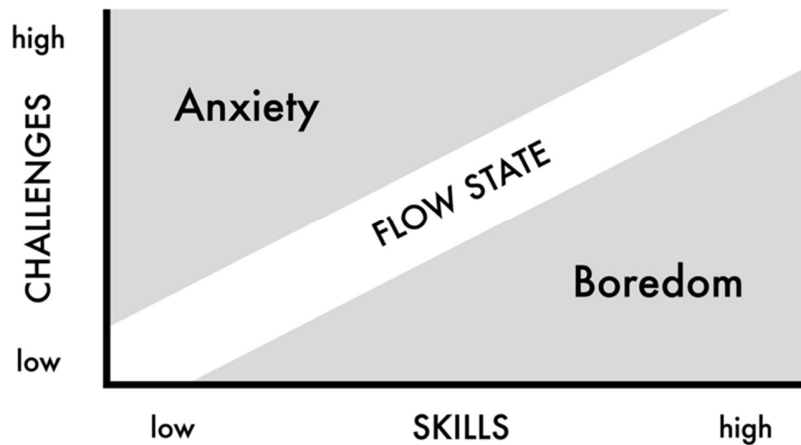 high
Anxiety
CHALLENGES
FLOW STATE
Boredom
low
low
SKILLS
high